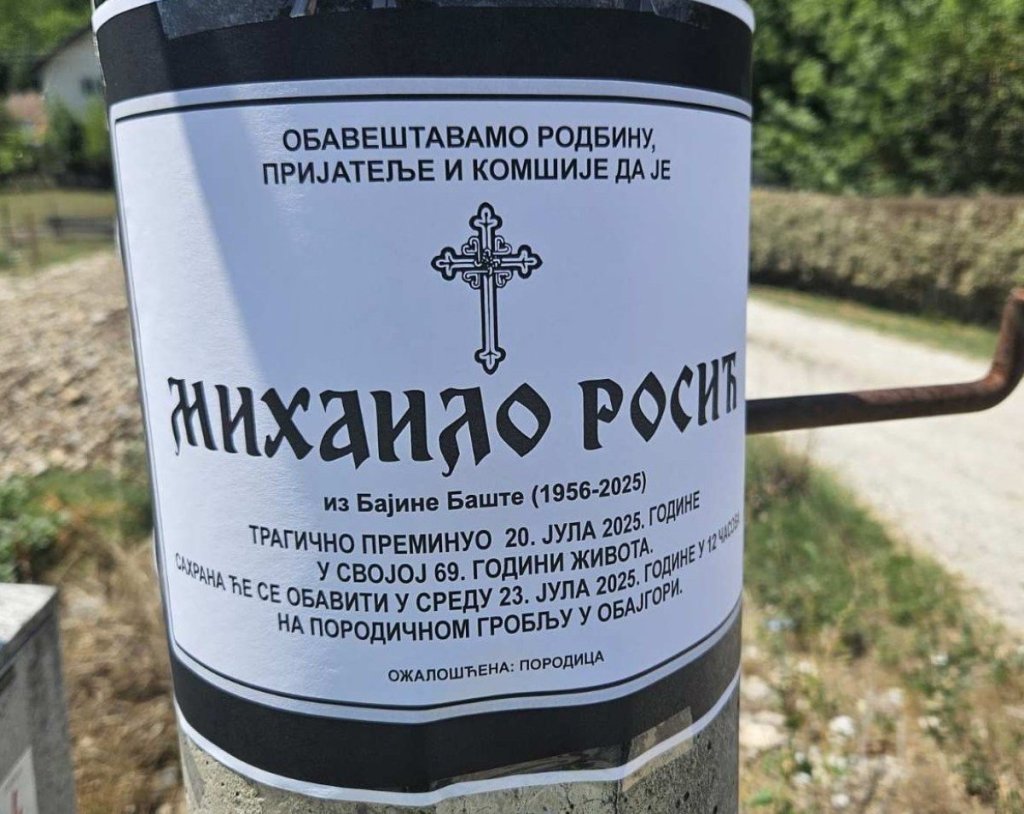 ОБАВЕШТАВАМО РОДБИНУ,
ПРИЈАТЕЉЕ И КОМШИЈЕ ДА ЈЕ
МИХАИЛО РОСИЋ
из Бајине Баште (1956-2025)
ТРАГИЧНО ПРЕМИНУО 20. ЈУЛА 2025. ГОДИНЕ
У СВОЈОЈ 69. ГОДИНИ ЖИВОТА.
САХРАНА ЋЕ СЕ ОБАВИТИ У СРЕДУ 23. ЈУЛА 2025. ГОДИНЕ У 12 ЧАСОВА
НА ПОРОДИЧНОМ ГРОБЉУ У ОБАЈГОРИ.
ОЖАЛОШЋЕНА: ПОРОДИЦА